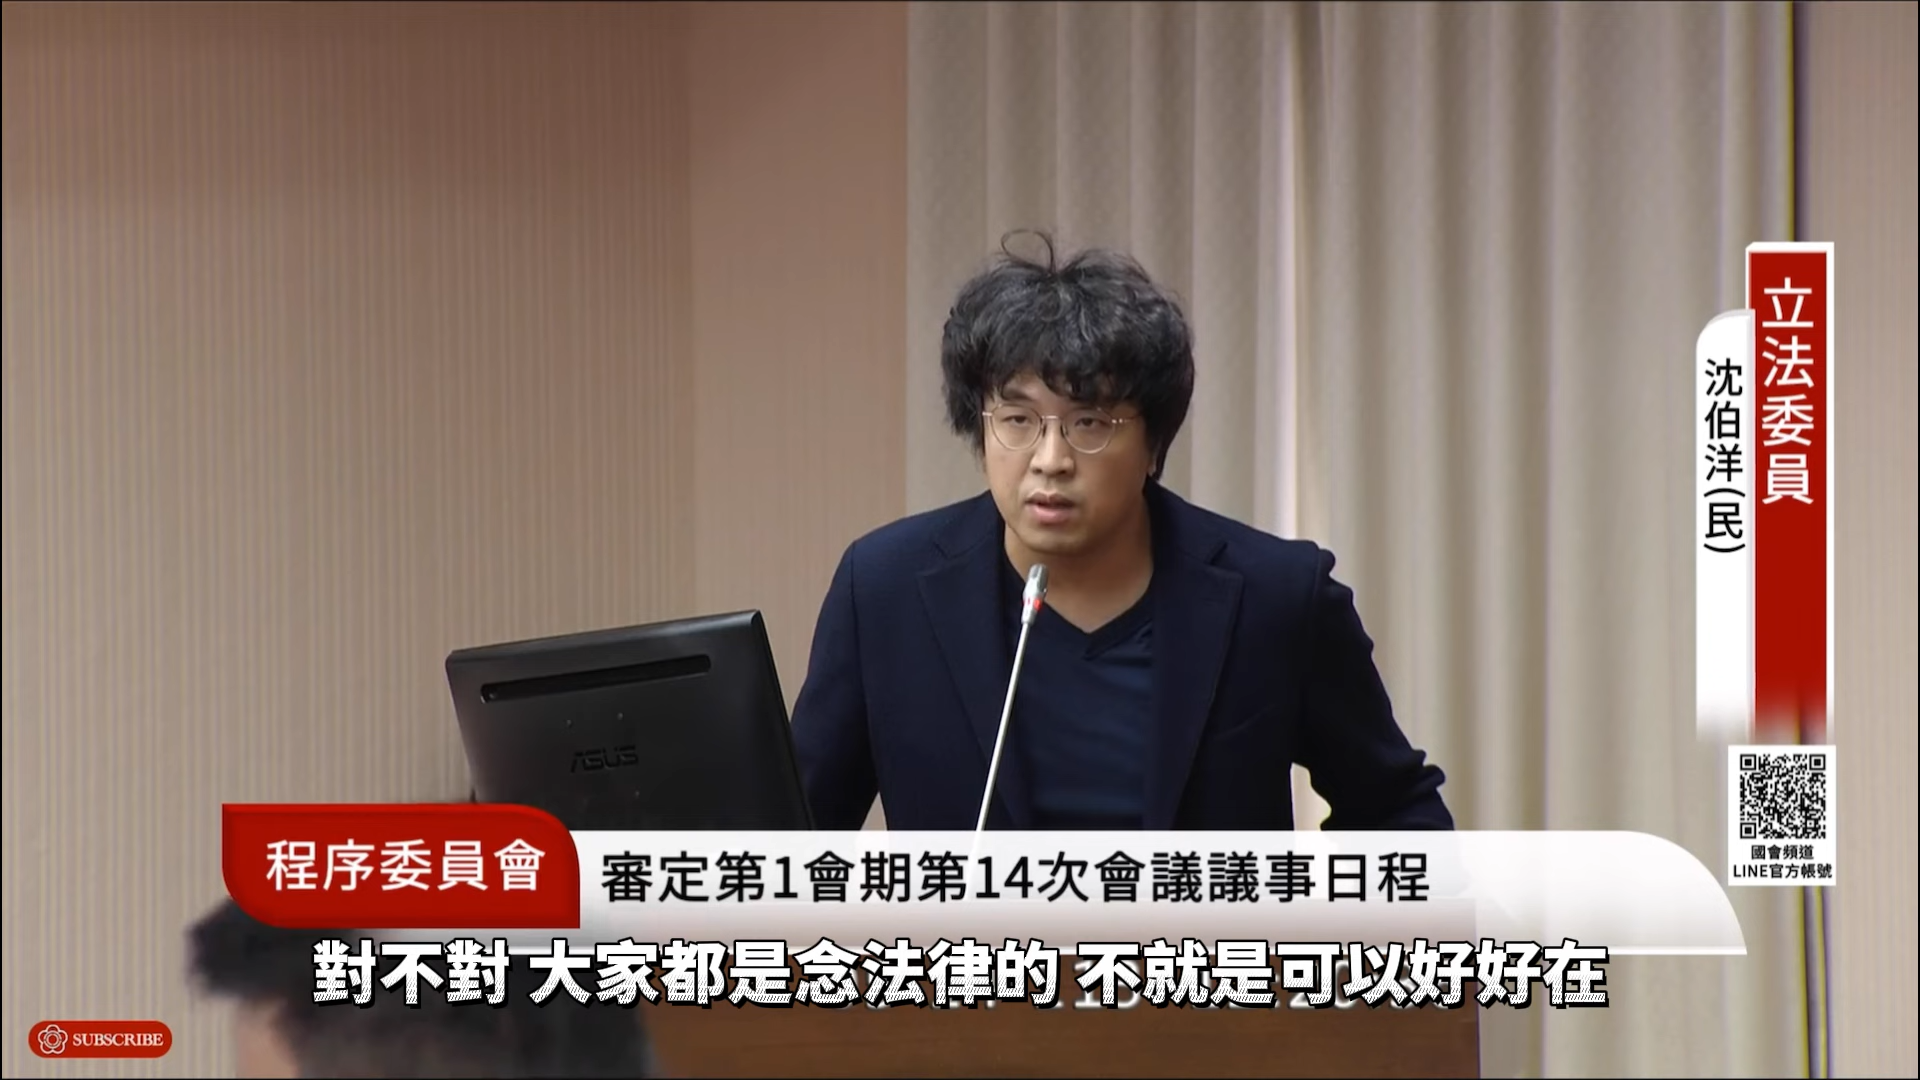 立法委員
沈伯洋(民)
國會頻道
LINE官方帳號
ASUS
程序委員會
審定第1會期第14次會議議事日程
對不對 大家都是念法律的 不就是可以好好在
SUBSCRIBE